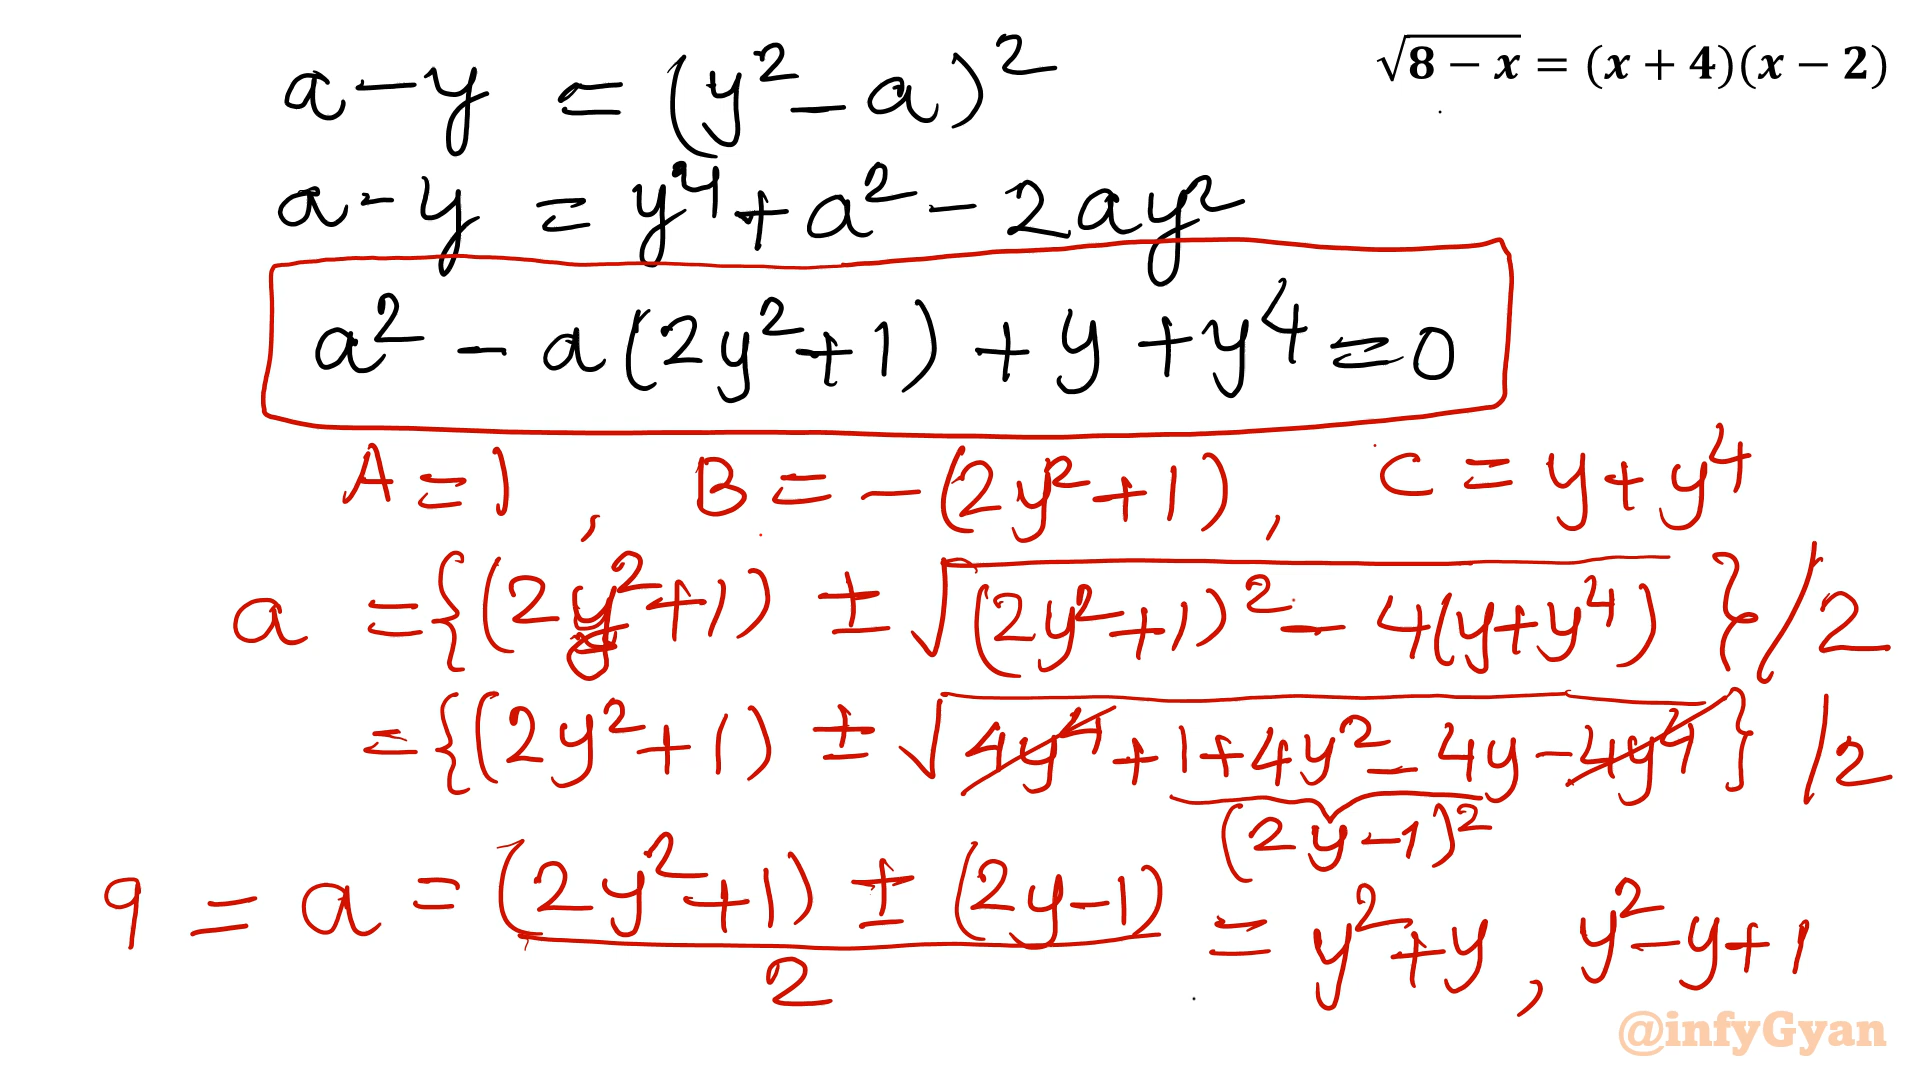 √(8 − x) = (x + 4)(x − 2)
a − y = (y² − a)²
a − y = y⁴ + a² − 2ay²
a² − a(2y² + 1) + y + y⁴ = 0
A = 1, B = −(2y² + 1), C = y + y⁴
a = {(2y² + 1) ± √((2y² + 1)² − 4(y + y⁴))}/2
= {(2y² + 1) ± √(4y⁴ + 1 + 4y² − 4y − 4y⁴)}/2
(2y − 1)²
9 = a = ((2y² + 1) ± (2y − 1))/2 = y² + y, y² − y + 1
@infyGyan